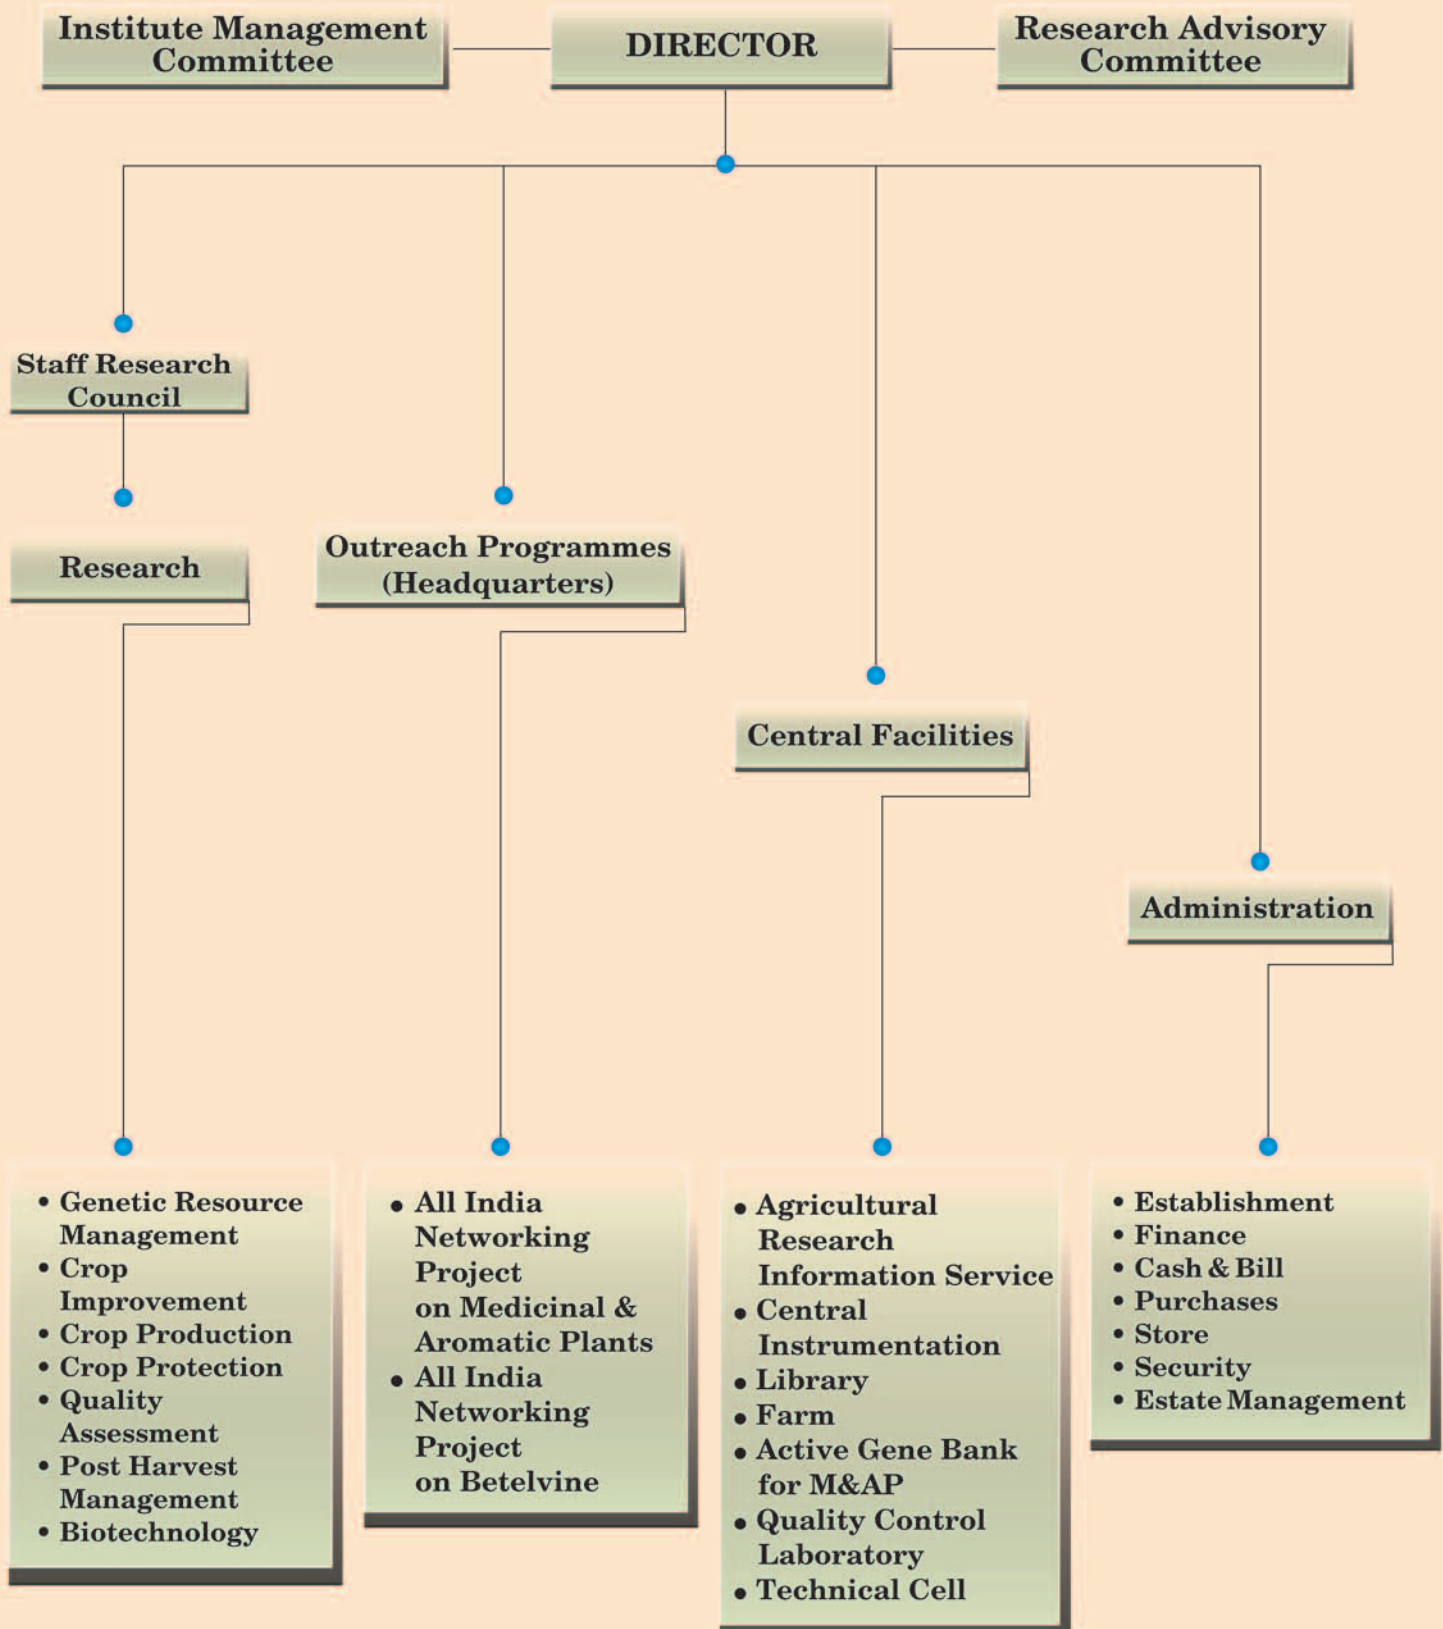 Institute Management
Committee
DIRECTOR
Research Advisory
Committee
Staff Research
Council
Research
Outreach Programmes
(Headquarters)
Central Facilities
Administration
• Genetic Resource
Management
• Crop
Improvement
• Crop Production
• Crop Protection
• Quality
Assessment
• Post Harvest
Management
• Biotechnology
• All India
Networking
Project
on Medicinal &
Aromatic Plants
• All India
Networking
Project
on Betelvine
• Agricultural
Research
Information Service
• Central
Instrumentation
• Library
• Farm
• Active Gene Bank
for M&AP
• Quality Control
Laboratory
• Technical Cell
• Establishment
• Finance
• Cash & Bill
• Purchases
• Store
• Security
• Estate Management